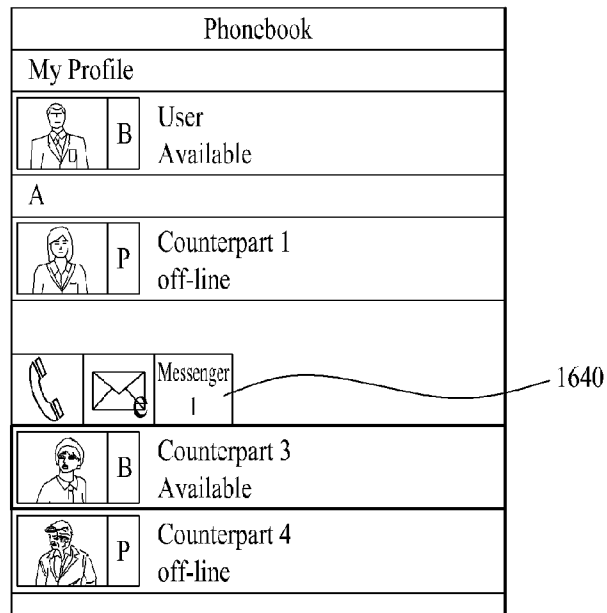 Phonebook
My Profile
B
User
Available
A
P
Counterpart 1
off-line
e
Messenger
1
1640
B
Counterpart 3
Available
P
Counterpart 4
off-line